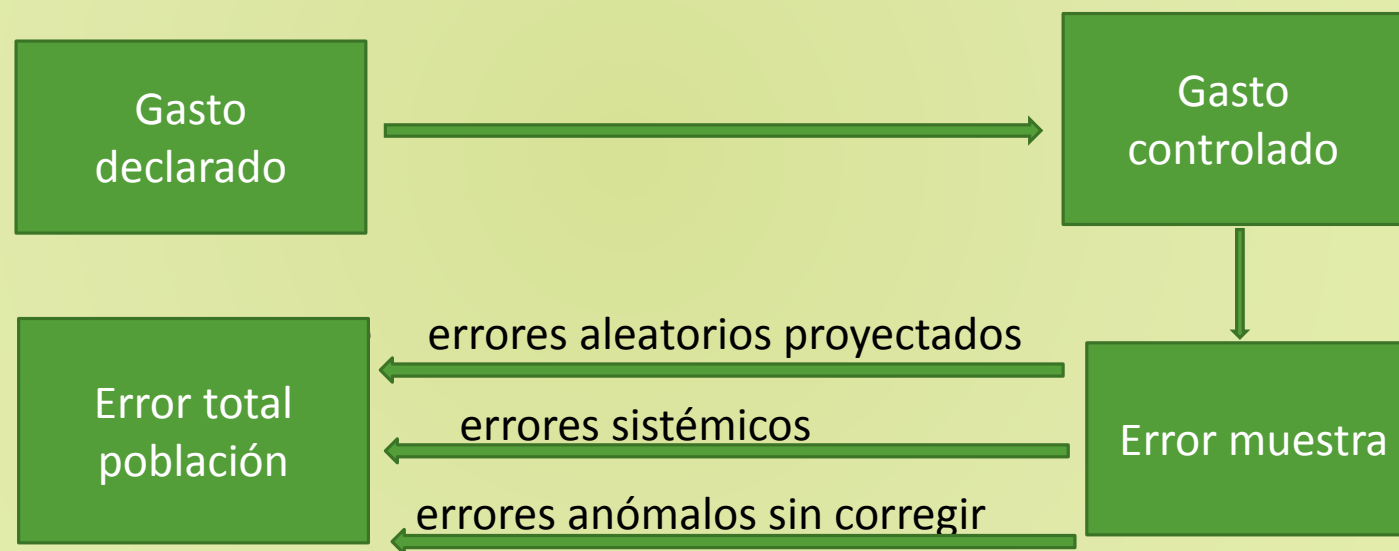 Gasto
declarado
Gasto
controlado
errores aleatorios proyectados
errores sistémicos
errores anómalos sin corregir
Error total
población
Error muestra